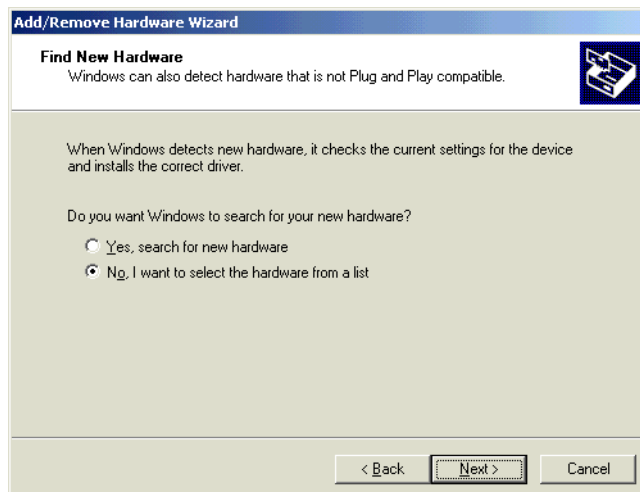 Add/Remove Hardware Wizard
Find New Hardware
Windows can also detect hardware that is not Plug and Play compatible.
When Windows detects new hardware, it checks the current settings for the device
and installs the correct driver.
Do you want Windows to search for your new hardware?
Yes, search for new hardware
No, I want to select the hardware from a list
< Back Next > Cancel